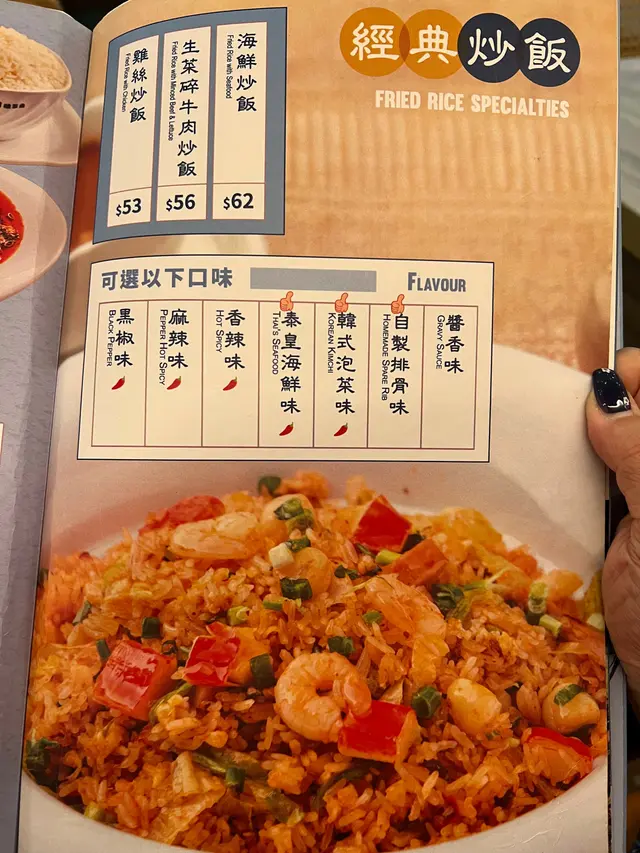 經典炒飯
FRIED RICE SPECIALTIES
海鮮炒飯
Fried Rice with Seafood
$62
生菜碎牛肉炒飯
Fried Rice with Minced Beef & Lettuce
$56
雞絲炒飯
Fried Rice with Chicken
$53
可選以下口味
FLAVOUR
醬香味
GRAVY SAUCE
自製排骨味
HOMEMADE SPARE RIB
韓式泡菜味
KOREAN KIMCHI
泰皇海鮮味
THAI'S SEAFOOD
香辣味
HOT SPICY
麻辣味
PEPPER HOT SPICY
黑椒味
BLACK PEPPER